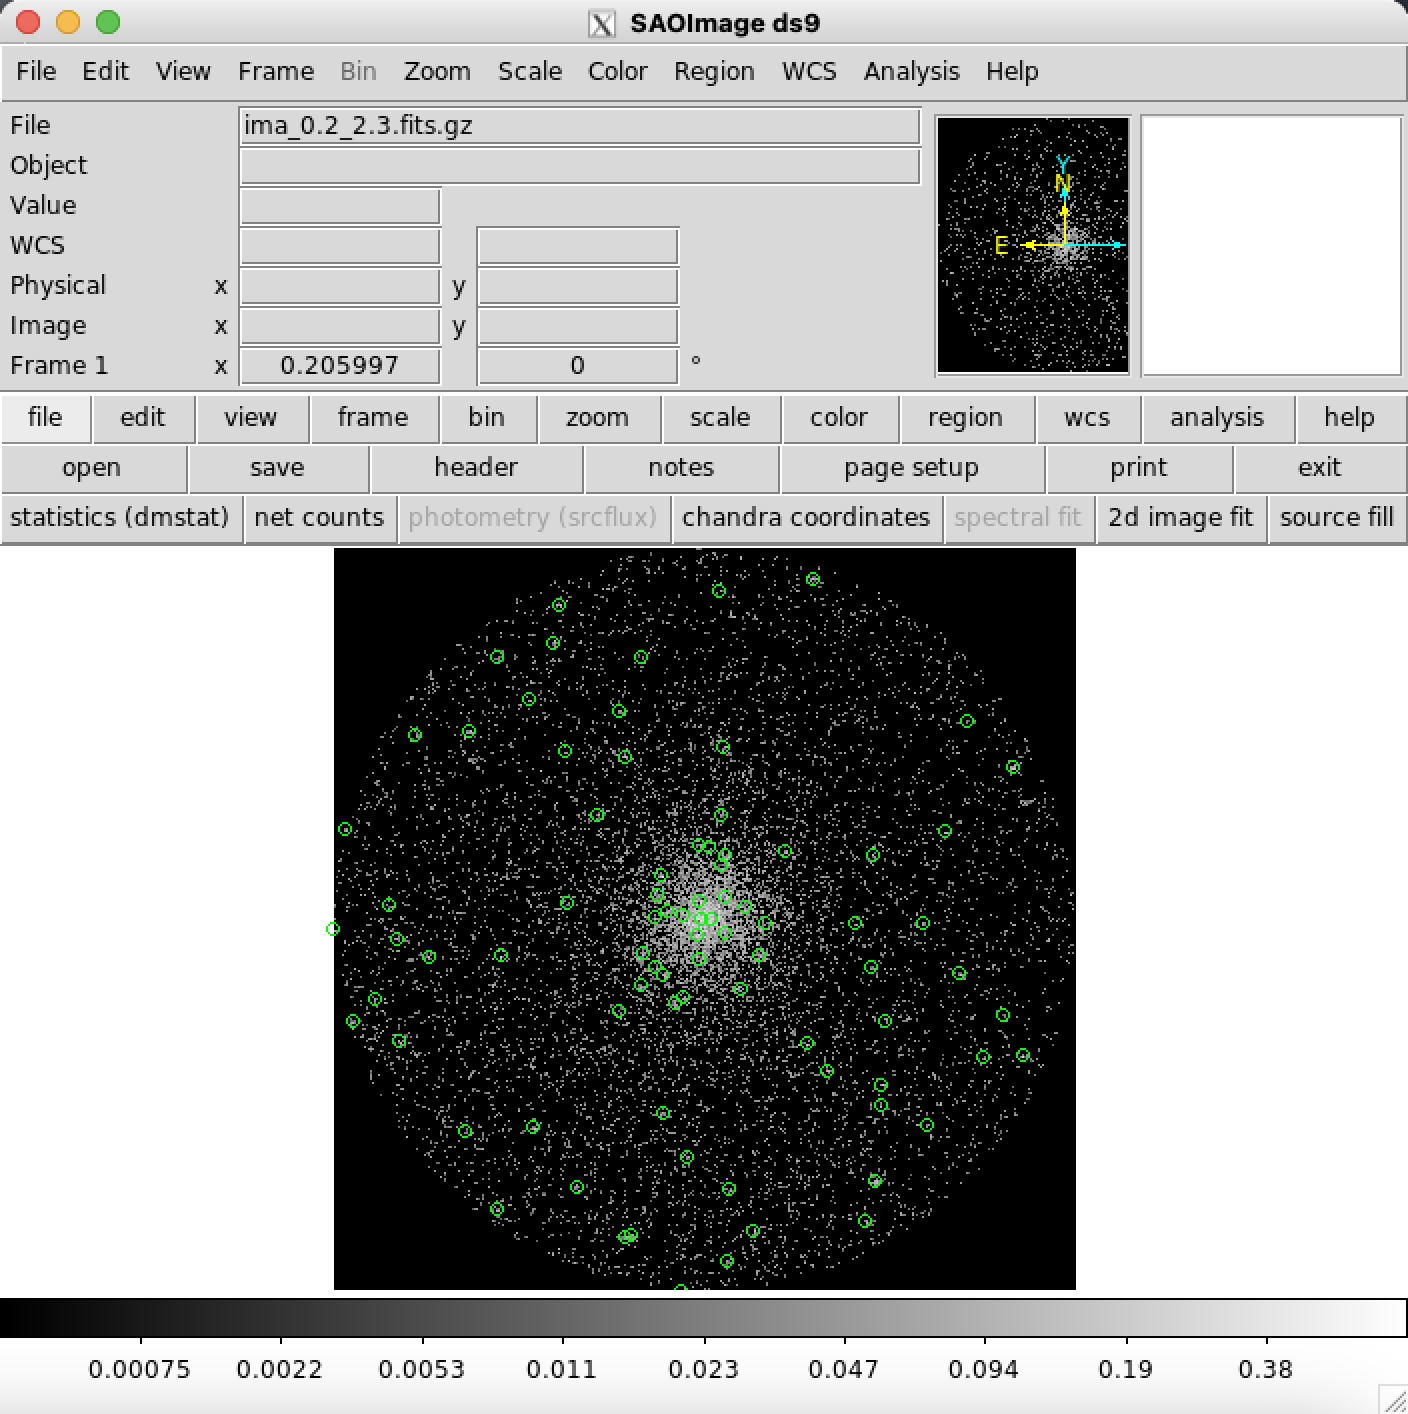 SAOImage ds9
File Edit View Frame Bin Zoom Scale Color Region WCS Analysis Help
File ima_0.2_2.3.fits.gz
Object
Value
WCS
Physical x y
Image x y
Frame 1 x 0.205997 0 °
Y
N
E
file edit view frame bin zoom scale color region wcs analysis help
open save header notes page setup print exit
statistics (dmstat) net counts photometry (srcflux) chandra coordinates spectral fit 2d image fit source fill
0.00075 0.0022 0.0053 0.011 0.023 0.047 0.094 0.19 0.38